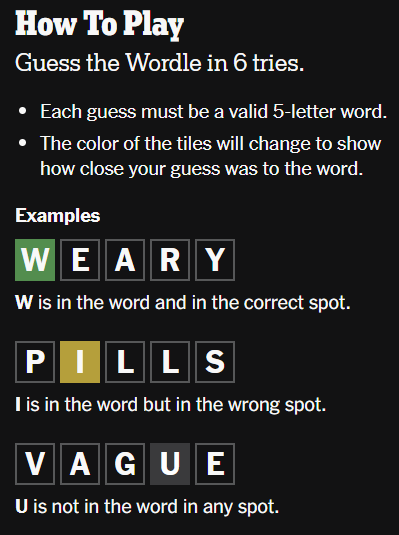 How To Play
Guess the Wordle in 6 tries.
• Each guess must be a valid 5-letter word.
• The color of the tiles will change to show
how close your guess was to the word.
Examples
W E A R Y
W is in the word and in the correct spot.
P I L L S
I is in the word but in the wrong spot.
V A G U E
U is not in the word in any spot.